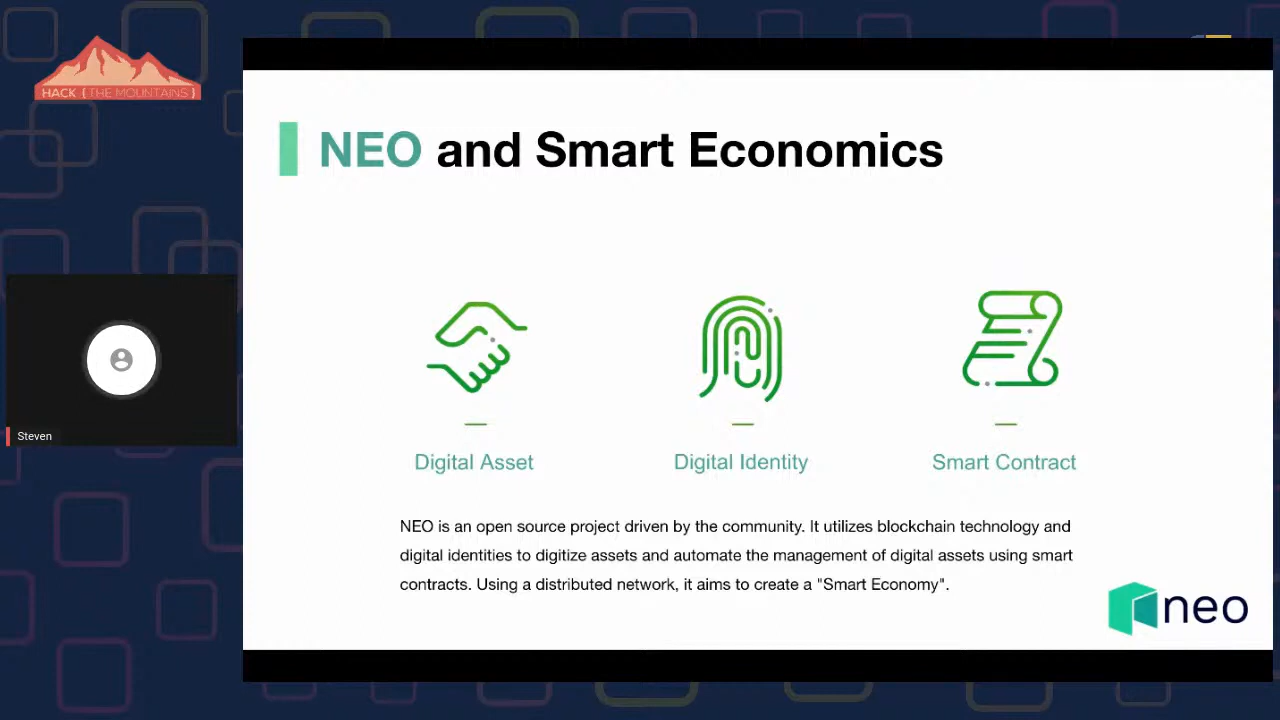 HACK { THE MOUNTAINS }
NEO and Smart Economics
Steven
Digital Asset
Digital Identity
Smart Contract
NEO is an open source project driven by the community. It utilizes blockchain technology and
digital identities to digitize assets and automate the management of digital assets using smart
contracts. Using a distributed network, it aims to create a "Smart Economy".
neo